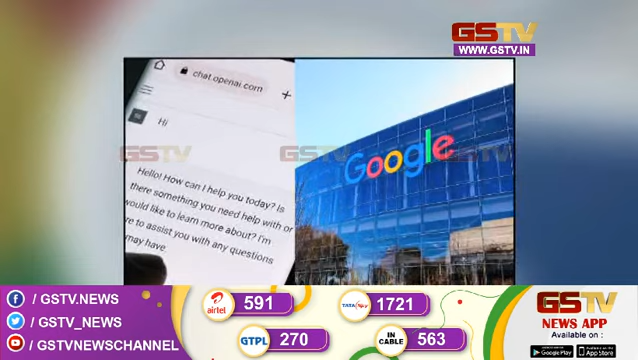 GSTV
WWW.GSTV.IN
chat.openai.com
Hi
GSTV
GSTV
GSTV
Hello! How can I help you today? Is
there something you need help with or
would like to learn more about? I'm
re to assist you with any questions
may have
Google
/ GSTV.NEWS
/ GSTV_NEWS
/ GSTVNEWSCHANNEL
airtel
591
TATA
1721
GTPL
270
IN
CABLE
563
GSTV
NEWS APP
Available on :
Google Play
App Store